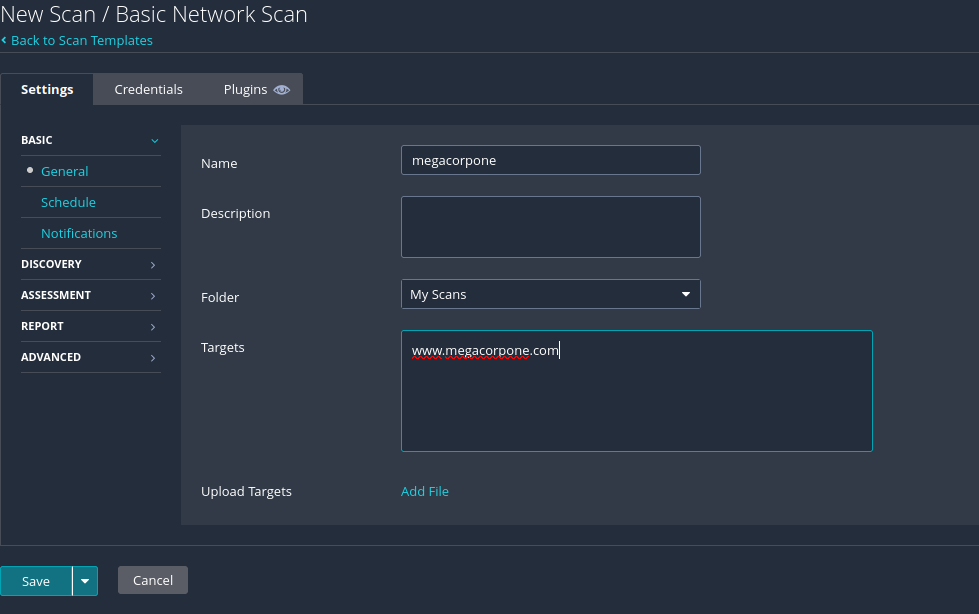 New Scan / Basic Network Scan
Back to Scan Templates
Settings
Credentials
Plugins
BASIC
General
Schedule
Notifications
DISCOVERY
ASSESSMENT
REPORT
ADVANCED
Name
megacorpone
Description
Folder
My Scans
Targets
www.megacorpone.com
Upload Targets
Add File
Save
Cancel